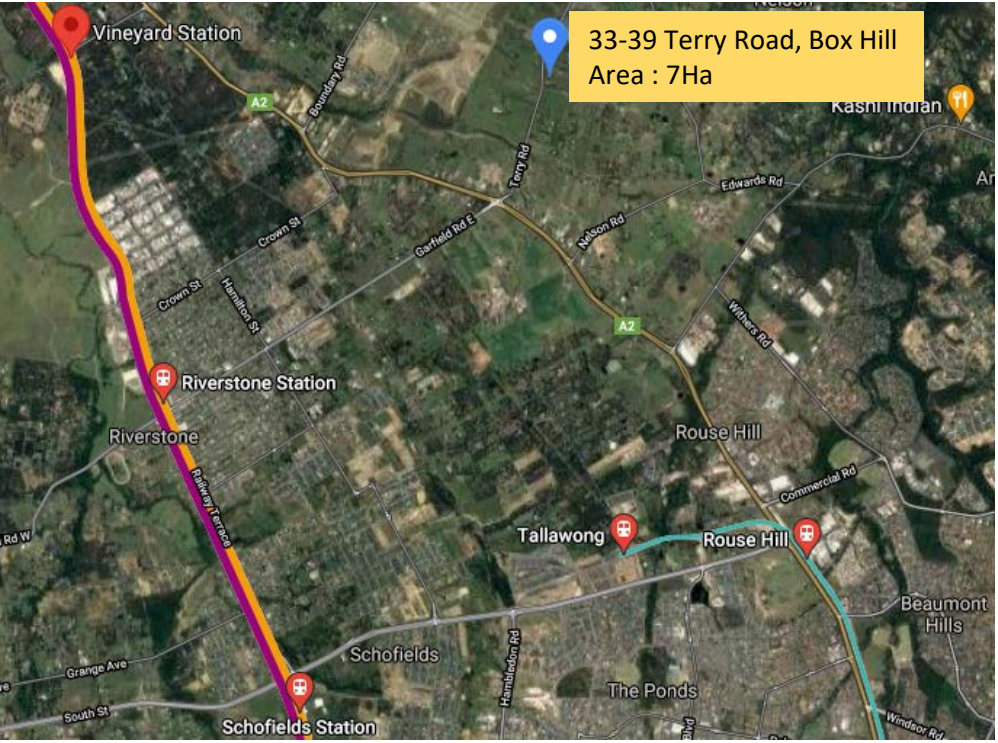 Nelson
Vineyard Station
33-39 Terry Road, Box Hill
Area : 7Ha
Boundary Rd
A2
Kashi Indian
Terry Rd
Edwards Rd
Ar
Crown St
Garfield Rd E
Nelson Rd
Crown St
Hamilton St
A2
Withers Rd
Riverstone Station
Riverstone
Rouse Hill
Commercial Rd
Railway Terrace
Rd W
Tallawong
Rouse Hill
Beaumont
Hills
Schofields
Hambledon Rd
Grange Ave
The Ponds
South St
Schofields Station
Blvd
Windsor Rd